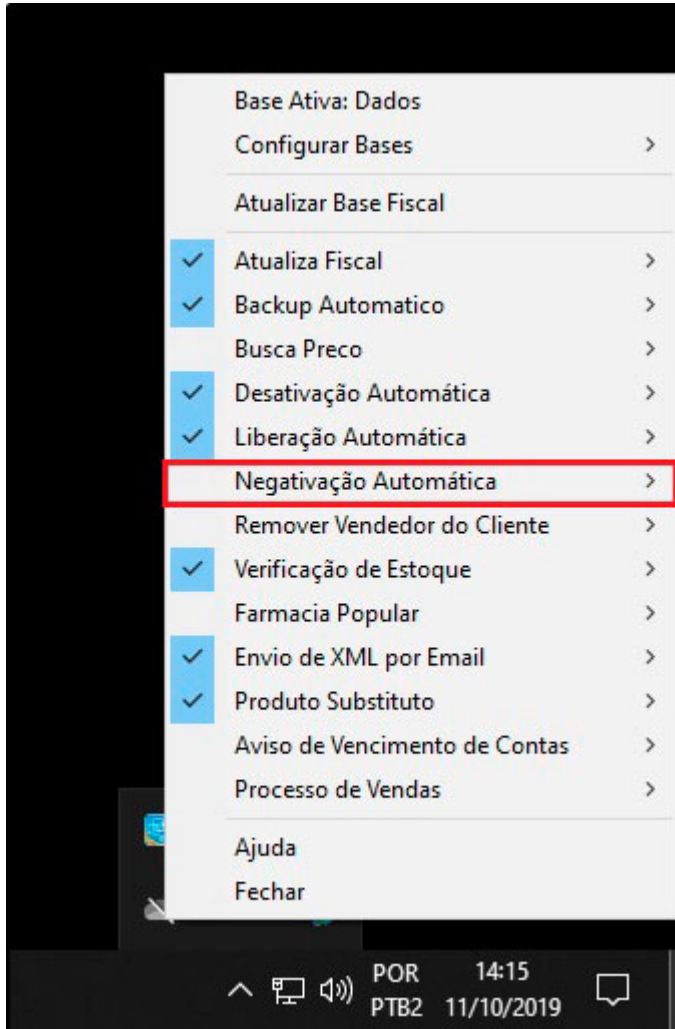 Base Ativa: Dados
Configurar Bases
Atualizar Base Fiscal
Atualiza Fiscal
Backup Automatico
Busca Preco
Desativação Automática
Liberação Automática
Negativação Automática
Remover Vendedor do Cliente
Verificação de Estoque
Farmacia Popular
Envio de XML por Email
Produto Substituto
Aviso de Vencimento de Contas
Processo de Vendas
Ajuda
Fechar
POR 14:15
PTB2 11/10/2019